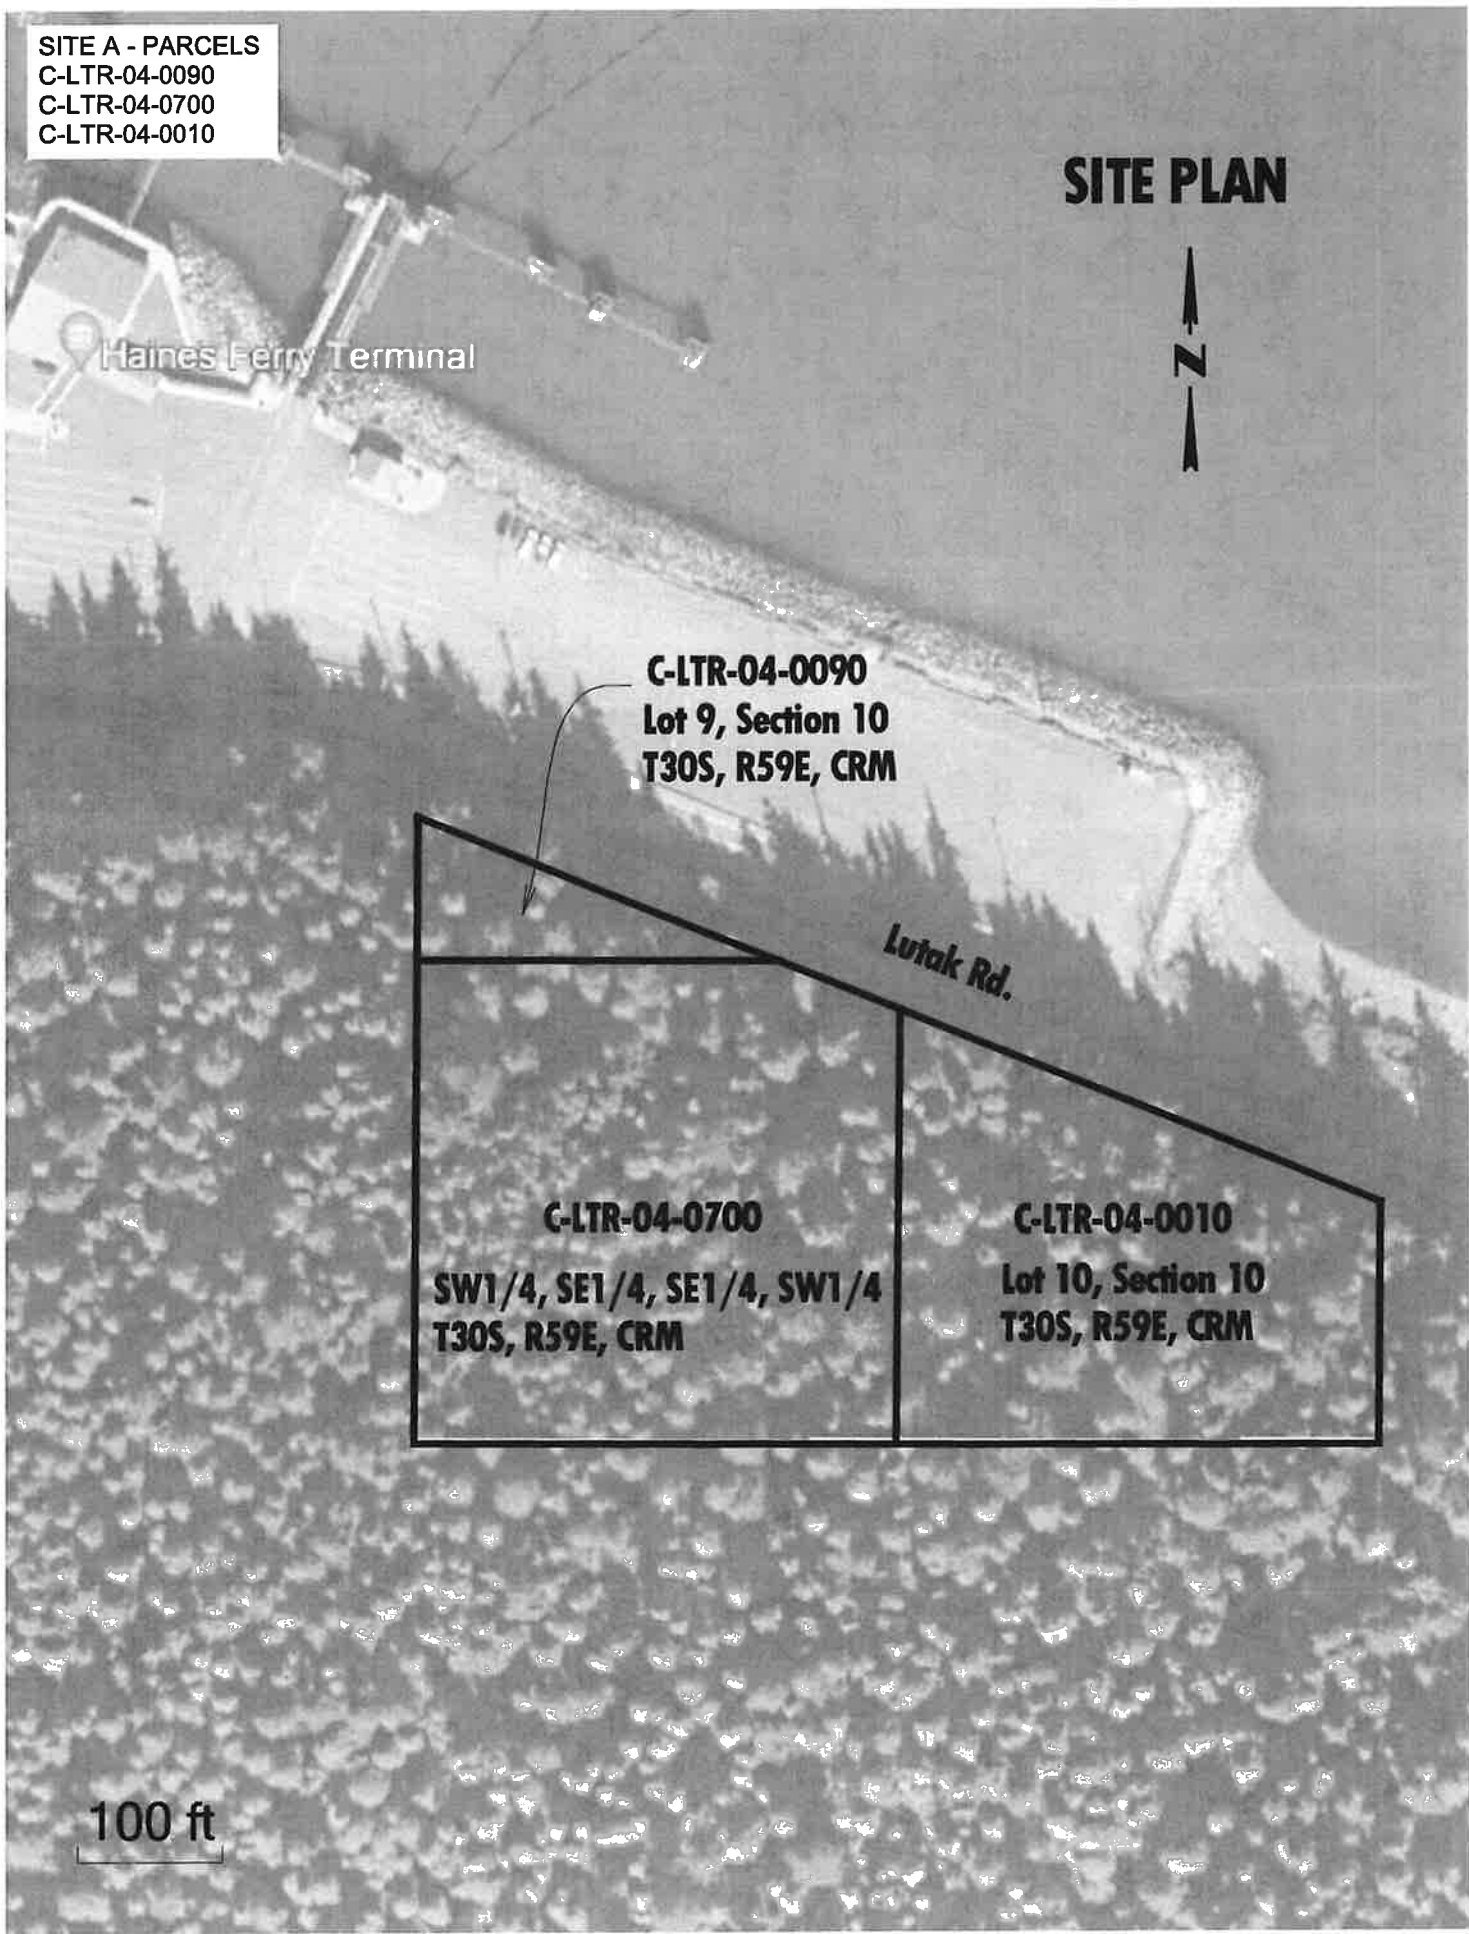 SITE A - PARCELS
C-LTR-04-0090
C-LTR-04-0700
C-LTR-04-0010
SITE PLAN
N
Haines Ferry Terminal
C-LTR-04-0090
Lot 9, Section 10
T30S, R59E, CRM
Lutak Rd.
C-LTR-04-0700
SW1/4, SE1/4, SE1/4, SW1/4
T30S, R59E, CRM
C-LTR-04-0010
Lot 10, Section 10
T30S, R59E, CRM
100 ft